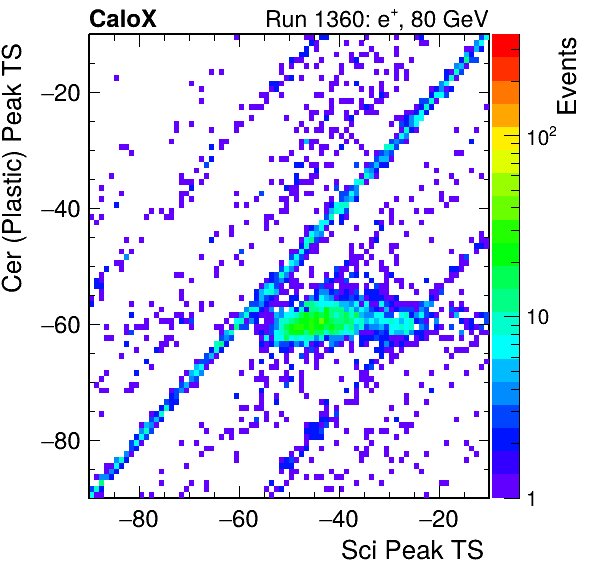 CaloX Run 1360: e⁺, 80 GeV
Cer (Plastic) Peak TS
−20
−40
−60
−80
−80 −60 −40 −20
Sci Peak TS
Events
10²
10
1